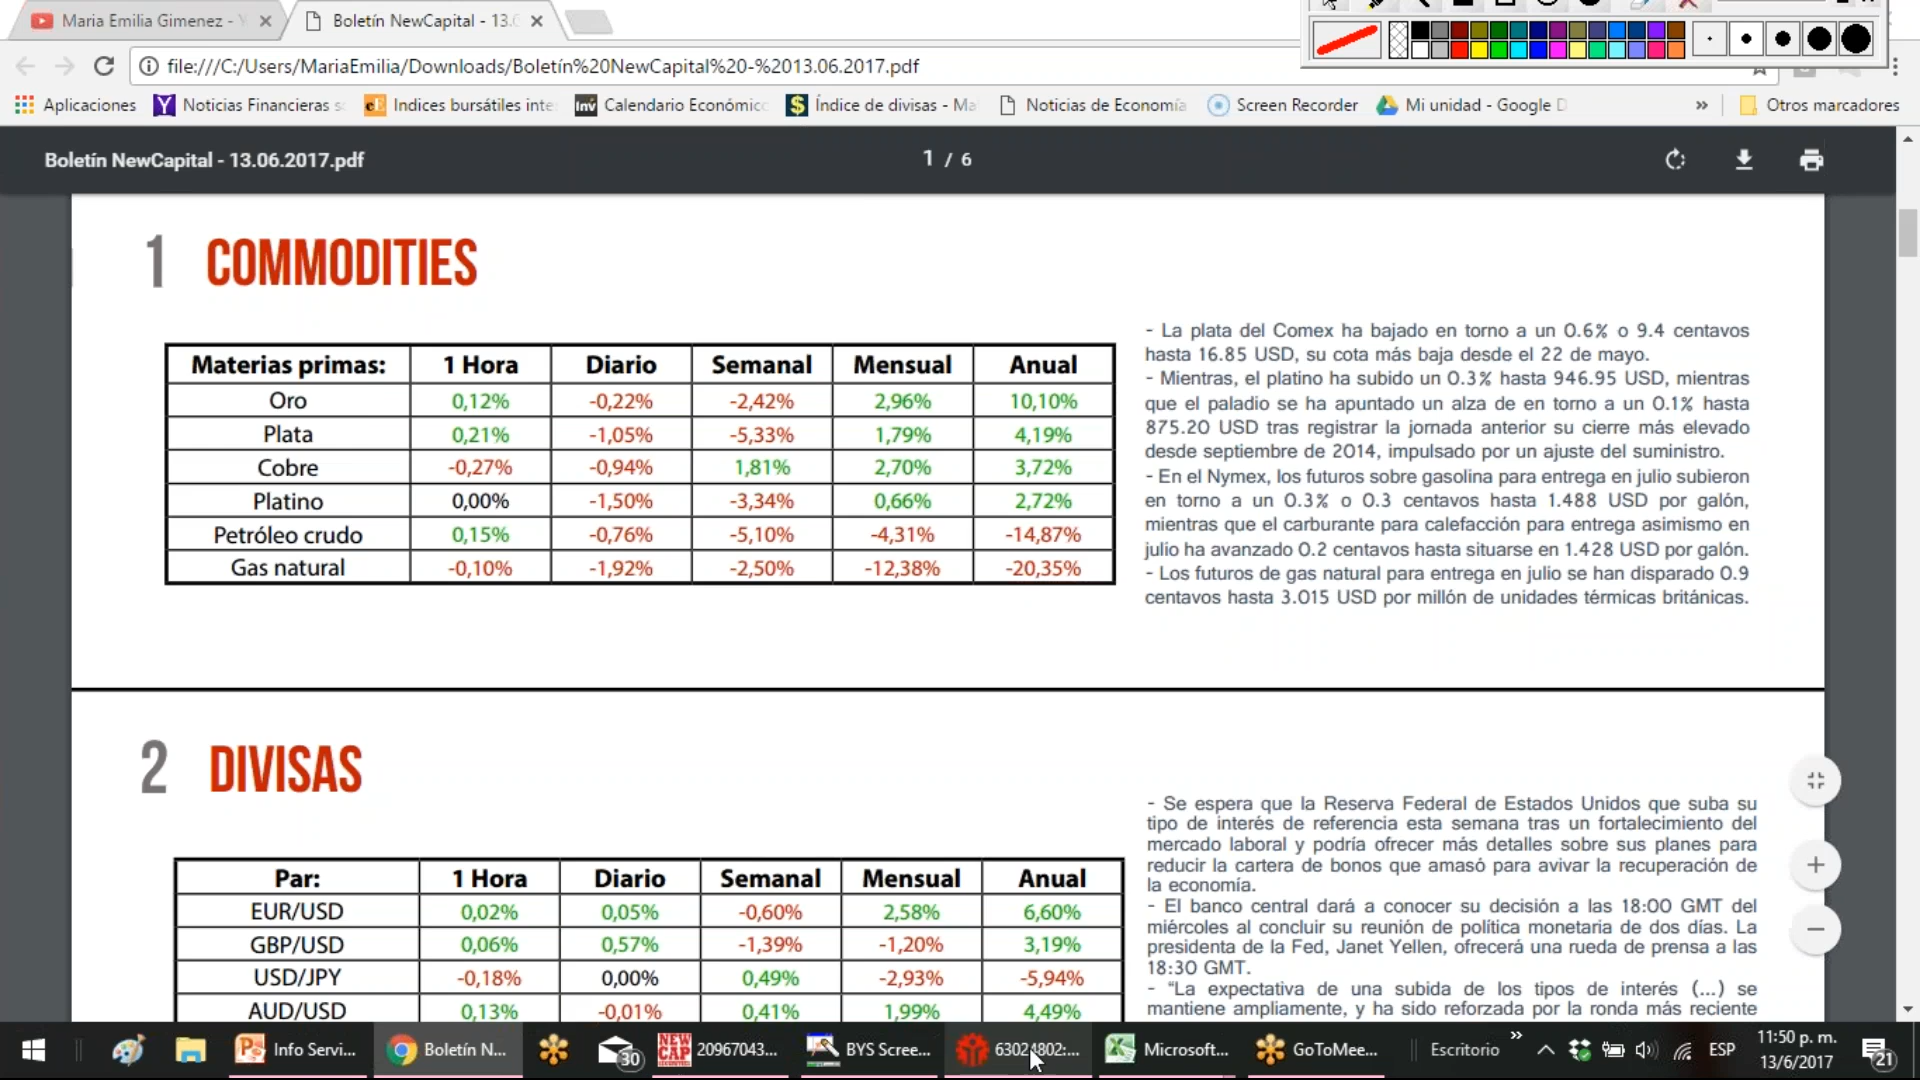 Maria Emilia Gimenez - Y
Boletín NewCapital - 13.0
file:///C:/Users/MariaEmilia/Downloads/Boletín%20NewCapital%20-%2013.06.2017.pdf
Aplicaciones
Noticias Financieras s
Indices bursátiles inte
Calendario Económic
Índice de divisas - Ma
Noticias de Economía
Screen Recorder
Mi unidad - Google D
»
Otros marcadores
Boletín NewCapital - 13.06.2017.pdf
1 / 6
1 COMMODITIES
Materias primas: 1 Hora Diario Semanal Mensual Anual
Oro 0,12% -0,22% -2,42% 2,96% 10,10%
Plata 0,21% -1,05% -5,33% 1,79% 4,19%
Cobre -0,27% -0,94% 1,81% 2,70% 3,72%
Platino 0,00% -1,50% -3,34% 0,66% 2,72%
Petróleo crudo 0,15% -0,76% -5,10% -4,31% -14,87%
Gas natural -0,10% -1,92% -2,50% -12,38% -20,35%
- La plata del Comex ha bajado en torno a un 0.6% o 9.4 centavos
hasta 16.85 USD, su cota más baja desde el 22 de mayo.
- Mientras, el platino ha subido un 0.3% hasta 946.95 USD, mientras
que el paladio se ha apuntado un alza de en torno a un 0.1% hasta
875.20 USD tras registrar la jornada anterior su cierre más elevado
desde septiembre de 2014, impulsado por un ajuste del suministro.
- En el Nymex, los futuros sobre gasolina para entrega en julio subieron
en torno a un 0.3% o 0.3 centavos hasta 1.488 USD por galón,
mientras que el carburante para calefacción para entrega asimismo en
julio ha avanzado 0.2 centavos hasta situarse en 1.428 USD por galón.
- Los futuros de gas natural para entrega en julio se han disparado 0.9
centavos hasta 3.015 USD por millón de unidades térmicas británicas.
2 DIVISAS
Par: 1 Hora Diario Semanal Mensual Anual
EUR/USD 0,02% 0,05% -0,60% 2,58% 6,60%
GBP/USD 0,06% 0,57% -1,39% -1,20% 3,19%
USD/JPY -0,18% 0,00% 0,49% -2,93% -5,94%
AUD/USD 0,13% -0,01% 0,41% 1,99% 4,49%
- Se espera que la Reserva Federal de Estados Unidos que suba su
tipo de interés de referencia esta semana tras un fortalecimiento del
mercado laboral y podría ofrecer más detalles sobre sus planes para
reducir la cartera de bonos que amasó para avivar la recuperación de
la economía.
- El banco central dará a conocer su decisión a las 18:00 GMT del
miércoles al concluir su reunión de política monetaria de dos días. La
presidenta de la Fed, Janet Yellen, ofrecerá una rueda de prensa a las
18:30 GMT.
- “La expectativa de una subida de los tipos de interés (...) se
mantiene ampliamente, y ha sido reforzada por la ronda más reciente
Info Servi...
Boletín N...
30
NEW CAP
20967043...
BYS Scree...
63024802:...
Microsoft...
GoToMee...
Escritorio
»
ESP
11:50 p. m.
13/6/2017
21